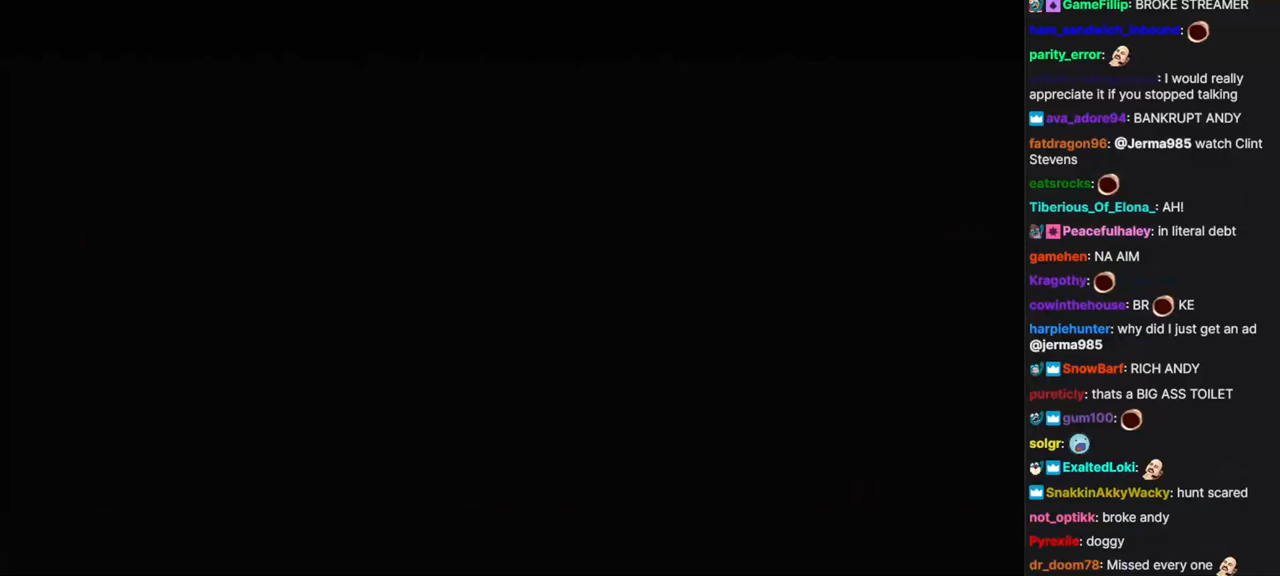 GameFillip: BROKE STREAMER
ham_sandwich_inbound:
parity_error:
: I would really
appreciate it if you stopped talking
ava_adore94: BANKRUPT ANDY
fatdragon96: @Jerma985 watch Clint
Stevens
eatsrocks:
Tiberious_Of_Elona_: AH!
Peacefulhaley: in literal debt
gamehen: NA AIM
Kragothy:
cowinthehouse: BR KE
harpiehunter: why did I just get an ad
@jerma985
SnowBarf: RICH ANDY
pureticly: thats a BIG ASS TOILET
gum100:
solgr:
ExaltedLoki:
SnakkinAkkyWacky: hunt scared
not_optikk: broke andy
Pyrexile: doggy
dr_doom78: Missed every one